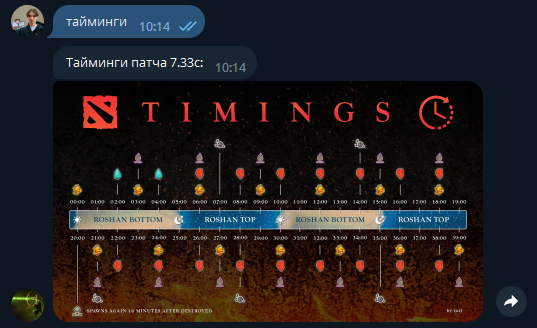 тайминги
10:14
Тайминги патча 7.33c:
10:14
TIMINGS
00:00 01:00 02:00 03:00 04:00 05:00 06:00 07:00 08:00 09:00 10:00 11:00 12:00 13:00 14:00 15:00 16:00 17:00 18:00 19:00
ROSHAN BOTTOM ROSHAN TOP ROSHAN BOTTOM ROSHAN TOP
20:00 21:00 22:00 23:00 24:00 25:00 26:00 27:00 28:00 29:00 30:00 31:00 32:00 33:00 34:00 35:00 36:00 37:00 38:00 39:00
SPAWNS AGAIN 10 MINUTES AFTER DESTROYED